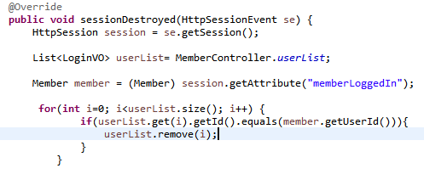 @Override
public void sessionDestroyed(HttpSessionEvent se) {
HttpSession session = se.getSession();
List<LoginVO> userList= MemberController.userList;
Member member = (Member) session.getAttribute("memberLoggedIn");
for(int i=0; i<userList.size(); i++) {
if(userList.get(i).getId().equals(member.getUserId())){
userList.remove(i);
}
}